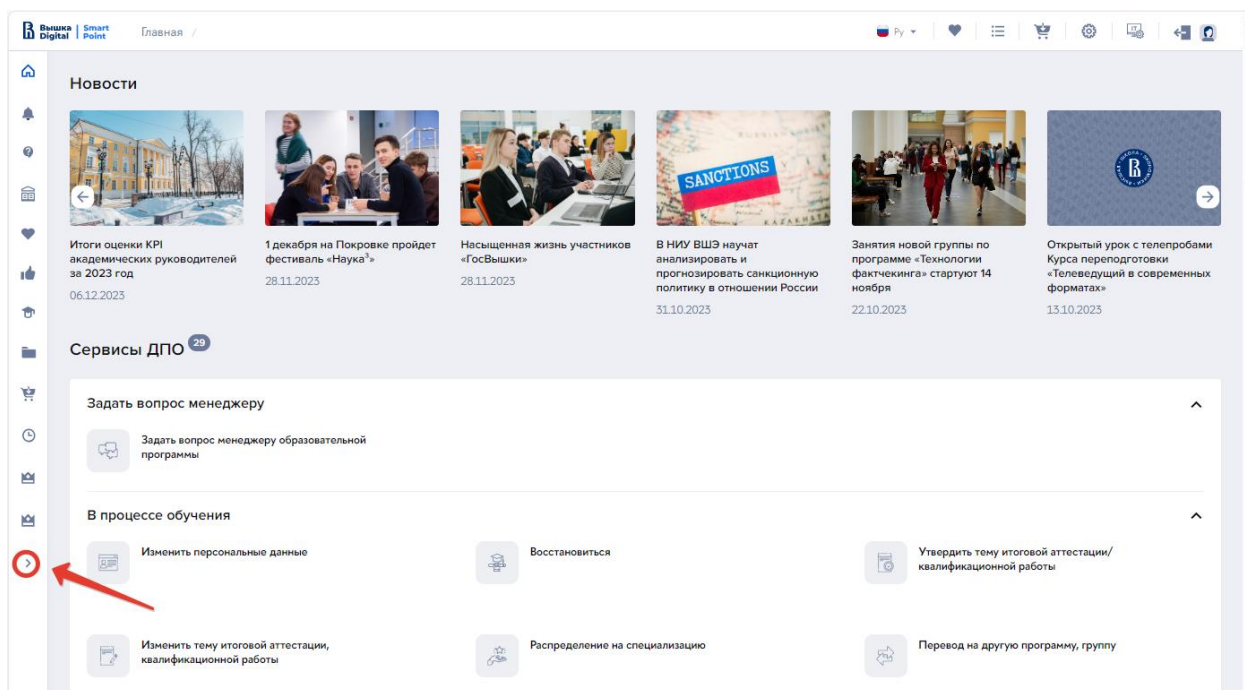 Вышка
Digital
Smart
Point
Главная /
Ру
Новости
SANCTIONS
KAZAKHSTA
Итоги оценки KPI
академических руководителей
за 2023 год
06.12.2023
1 декабря на Покровке пройдет
фестиваль «Наука³»
28.11.2023
Насыщенная жизнь участников
«ГосВышки»
28.11.2023
В НИУ ВШЭ научат
анализировать и
прогнозировать санкционную
политику в отношении России
31.10.2023
Занятия новой группы по
программе «Технологии
фактчекинга» стартуют 14
ноября
22.10.2023
Открытый урок с телепробами
Курса переподготовки
«Телеведущий в современных
форматах»
13.10.2023
Сервисы ДПО 29
Задать вопрос менеджеру
Задать вопрос менеджеру образовательной
программы
В процессе обучения
Изменить персональные данные
Восстановиться
Утвердить тему итоговой аттестации/
квалификационной работы
Изменить тему итоговой аттестации,
квалификационной работы
Распределение на специализацию
Перевод на другую программу, группу